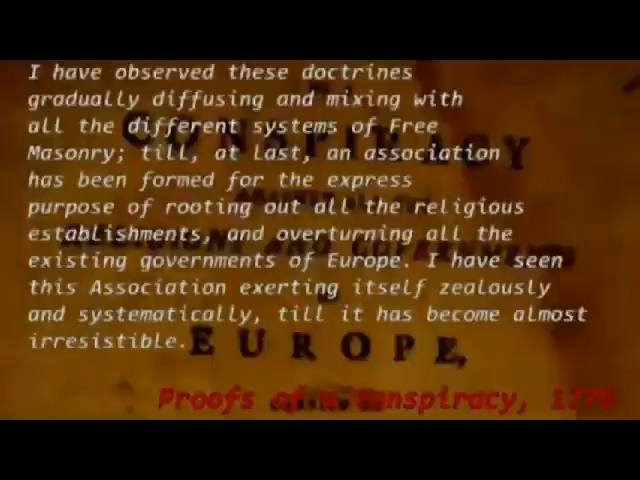 I have observed these doctrines
gradually diffusing and mixing with
all the different systems of Free
Masonry; till, at last, an association
has been formed for the express
purpose of rooting out all the religious
establishments, and overturning all the
existing governments of Europe. I have seen
this Association exerting itself zealously
and systematically, till it has become almost
irresistible.
CONSPIRACY
EUROPE,
Proofs of a Conspiracy,